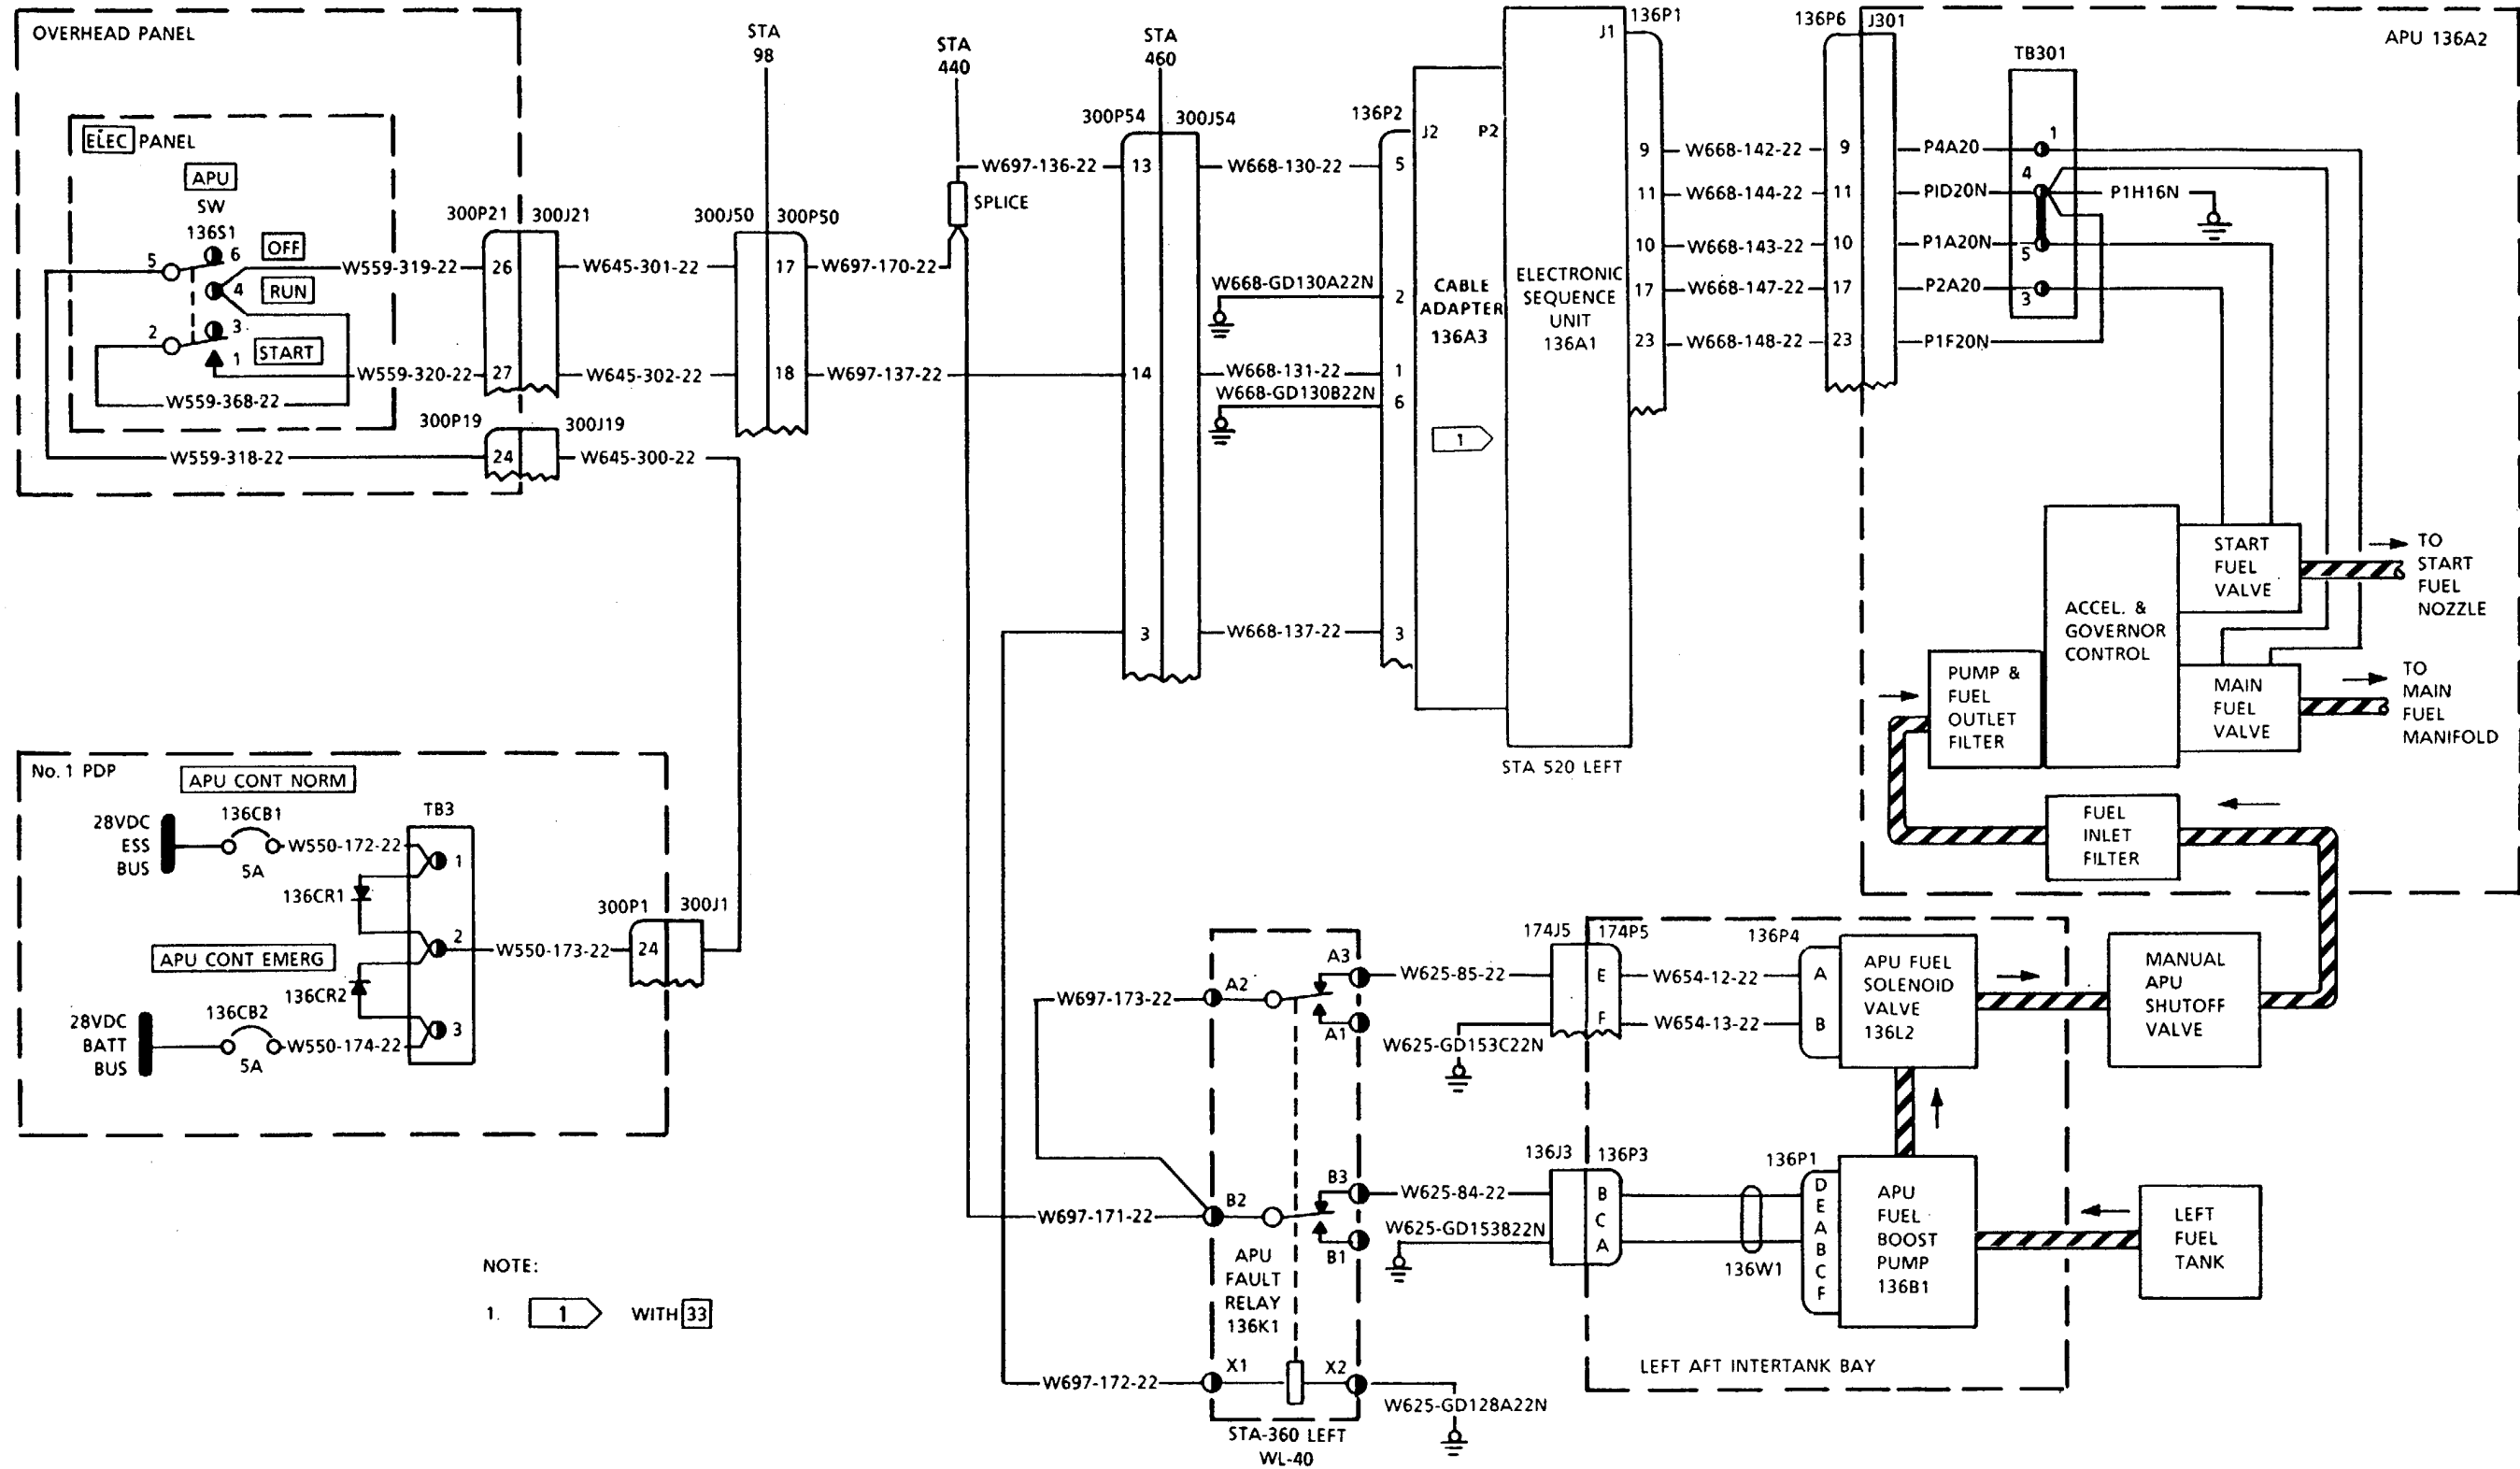 OVERHEAD PANEL
ELEC PANEL
APU
SW
136S1
OFF
RUN
START
5
6
4
2
3
1
W559-319-22
W559-320-22
W559-368-22
W559-318-22
300P21
300J21
26
27
300P19
300J19
24
W645-301-22
W645-302-22
W645-300-22
STA
98
300J50
300P50
17
18
W697-170-22
W697-137-22
STA
440
SPLICE
W697-136-22
STA
460
300P54
300J54
13
14
3
W668-130-22
W668-GD130A22N
W668-131-22
W668-GD130B22N
W668-137-22
136P2
5
2
1
6
3
J2
P2
CABLE
ADAPTER
136A3
1
J1
ELECTRONIC
SEQUENCE
UNIT
136A1
STA 520 LEFT
136P1
9
11
10
17
23
W668-142-22
W668-144-22
W668-143-22
W668-147-22
W668-148-22
136P6
J301
9
11
10
17
23
APU 136A2
TB301
P4A20
PID20N
P1A20N
P2A20
P1F20N
1
4
5
3
P1H16N
START
FUEL
VALVE
TO
START
FUEL
NOZZLE
ACCEL. &
GOVERNOR
CONTROL
PUMP &
FUEL
OUTLET
FILTER
MAIN
FUEL
VALVE
TO
MAIN
FUEL
MANIFOLD
FUEL
INLET
FILTER
No. 1 PDP
APU CONT NORM
28VDC
ESS
BUS
136CB1
5A
W550-172-22
TB3
1
136CR1
2
W550-173-22
APU CONT EMERG
136CR2
28VDC
BATT
BUS
136CB2
5A
W550-174-22
3
300P1
300J1
24
NOTE:
1. 1 WITH 33
W697-173-22
W697-171-22
W697-172-22
A2
A3
A1
B2
B3
B1
APU
FAULT
RELAY
136K1
X1
X2
STA-360 LEFT
WL-40
W625-85-22
W625-GD153C22N
W625-84-22
W625-GD153822N
W625-GD128A22N
174J5
174P5
E
F
W654-12-22
W654-13-22
136P4
A
B
APU FUEL
SOLENOID
VALVE
136L2
MANUAL
APU
SHUTOFF
VALVE
136J3
136P3
B
C
A
136W1
136P1
D
E
A
B
C
F
APU
FUEL
BOOST
PUMP
136B1
LEFT
FUEL
TANK
LEFT AFT INTERTANK BAY